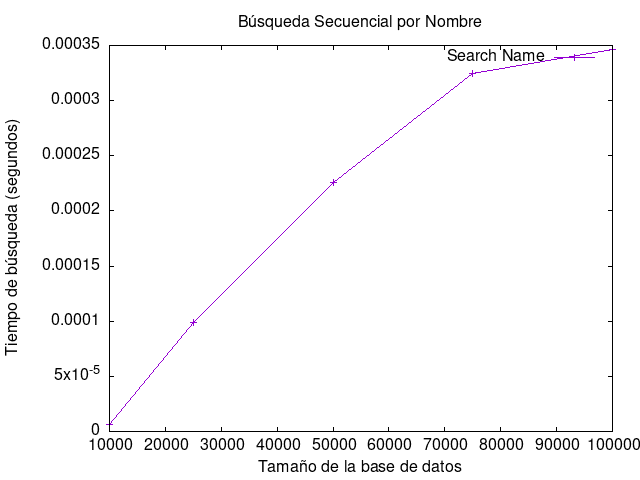 Búsqueda Secuencial por Nombre
0.00035
0.0003
0.00025
0.0002
0.00015
0.0001
5x10⁻⁵
0
Search Name
Tiempo de búsqueda (segundos)
10000 20000 30000 40000 50000 60000 70000 80000 90000 100000
Tamaño de la base de datos